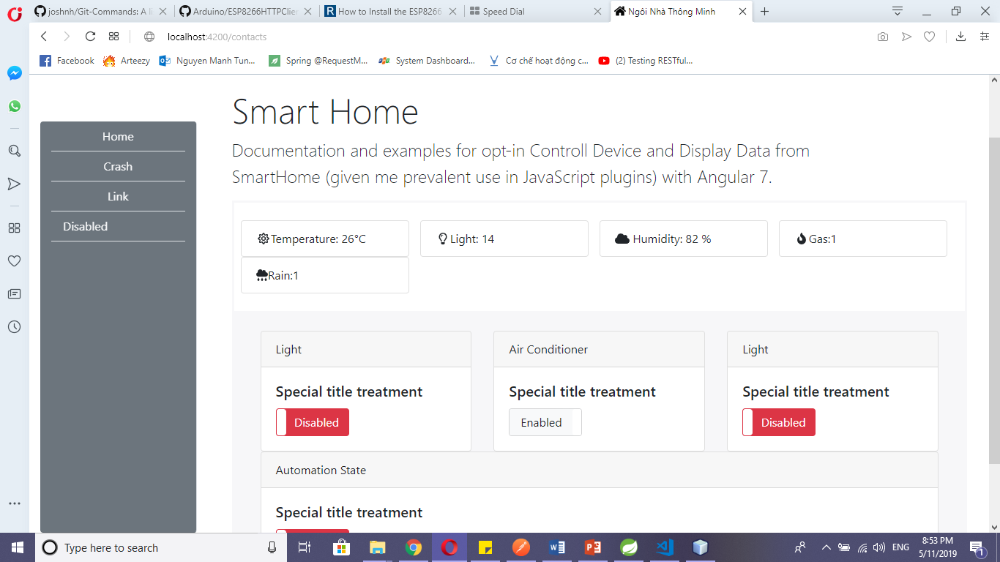 joshnh/Git-Commands: A li
Arduino/ESP8266HTTPClie
How to Install the ESP8266
Speed Dial
Ngôi Nhà Thông Minh
localhost:4200/contacts
Facebook
Arteezy
Nguyen Manh Tun...
Spring @RequestM...
System Dashboard...
Cơ chế hoạt động c...
(2) Testing RESTful...
Smart Home
Documentation and examples for opt-in Controll Device and Display Data from
SmartHome (given me prevalent use in JavaScript plugins) with Angular 7.
Home
Crash
Link
Disabled
Temperature: 26°C
Light: 14
Humidity: 82 %
Gas:1
Rain:1
Light
Special title treatment
Disabled
Air Conditioner
Special title treatment
Enabled
Light
Special title treatment
Disabled
Automation State
Special title treatment
Type here to search
ENG
8:53 PM
5/11/2019
1